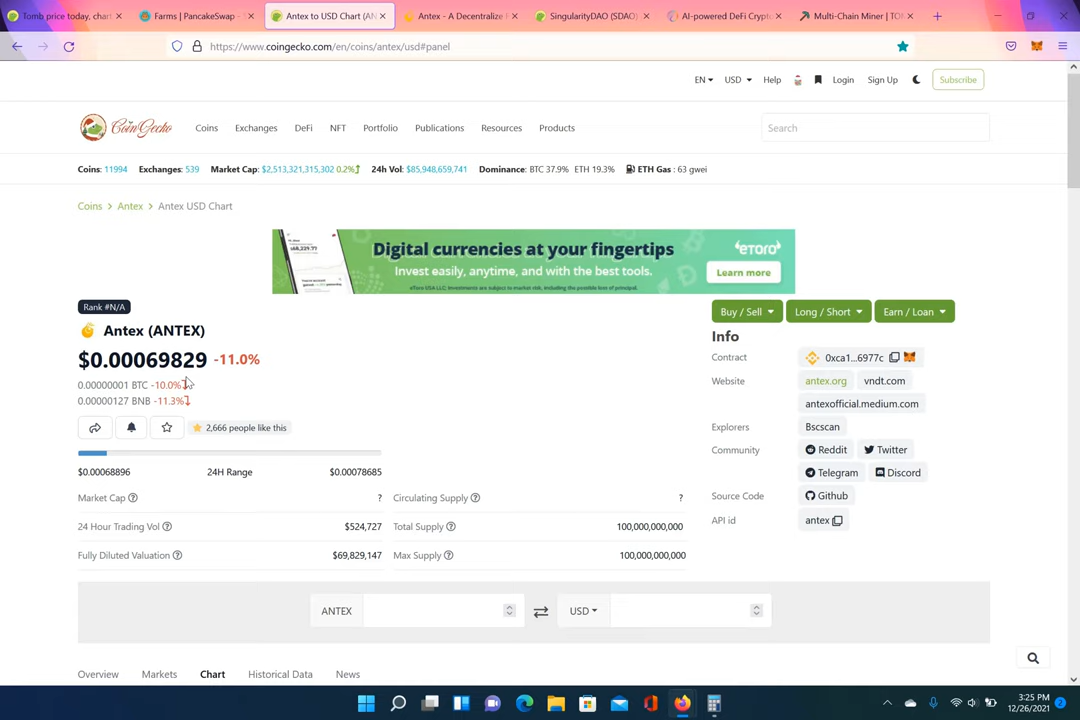 Tomb price today, chart
Farms | PancakeSwap - 
Antex to USD Chart (AN
Antex - A Decentralize
SingularityDAO (SDAO)
AI-powered DeFi Crypt
Multi-Chain Miner | TO
https://www.coingecko.com/en/coins/antex/usd#panel
EN USD Help Login Sign Up Subscribe
CoinGecko Coins Exchanges DeFi NFT Portfolio Publications Resources Products Search
Coins: 11994 Exchanges: 539 Market Cap: $2,513,321,315,302 0.2% 24h Vol: $85,948,659,741 Dominance: BTC 37.9% ETH 19.3% ETH Gas: 63 gwei
Coins > Antex > Antex USD Chart
Digital currencies at your fingertips
Invest easily, anytime, and with the best tools.
eToro
Learn more
Rank #N/A
Antex (ANTEX)
$0.00069829 -11.0%
0.00000001 BTC -10.0%
0.00000127 BNB -11.3%
2,666 people like this
$0.00068896 24H Range $0.00078685
Market Cap ?
Circulating Supply ?
24 Hour Trading Vol $524,727
Total Supply 100,000,000,000
Fully Diluted Valuation $69,829,147
Max Supply 100,000,000,000
Buy / Sell Long / Short Earn / Loan
Info
Contract 0xca1...6977c
Website antex.org vndt.com
antexofficial.medium.com
Explorers Bscscan
Community Reddit Twitter
Telegram Discord
Source Code Github
API id antex
ANTEX USD
Overview Markets Chart Historical Data News
3:25 PM
12/26/2021